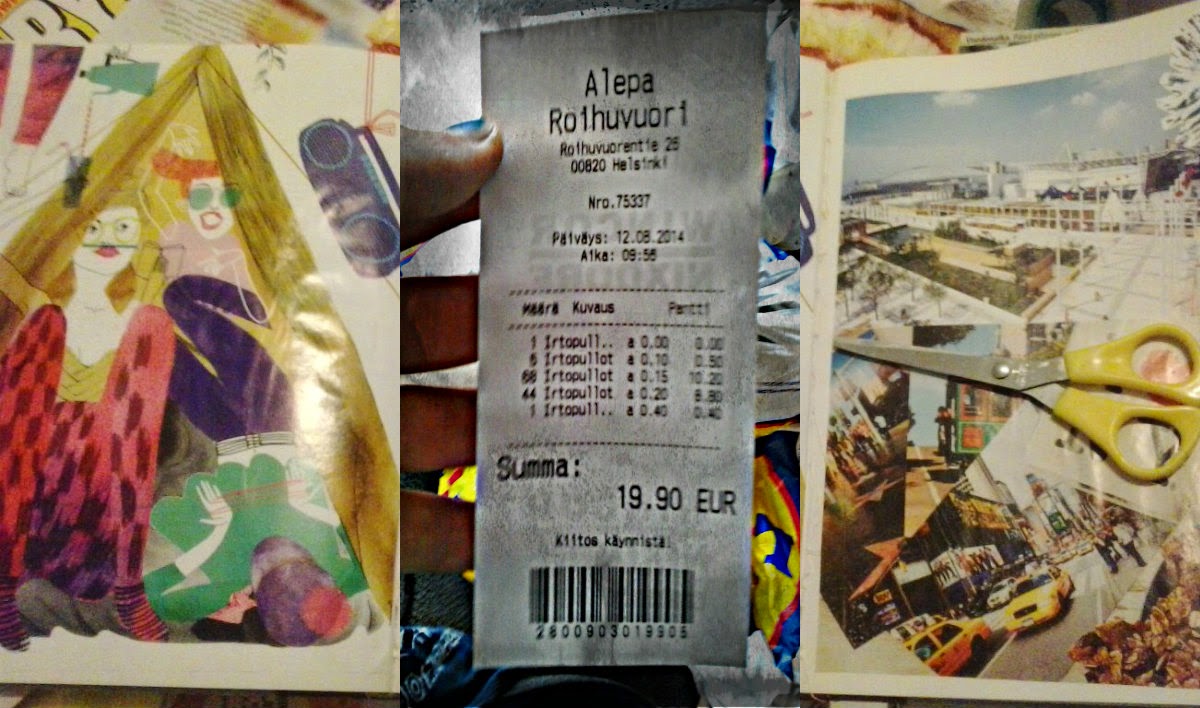 Alepa
Roihuvuori
Roihuvuorentie 28
00820 Helsinki
Nro.75337
Päiväys: 12.08.2014
Aika: 09:56
Määrä Kuvaus Pantti
1 Irtopull.. a 0.00 0.00
5 Irtopullot a 0.10 0.50
68 Irtopullot a 0.15 10.20
44 Irtopullot a 0.20 8.80
1 Irtopull.. a 0.40 0.40
Summa:
19.90 EUR
Kiitos käynnistä!
2800903019905